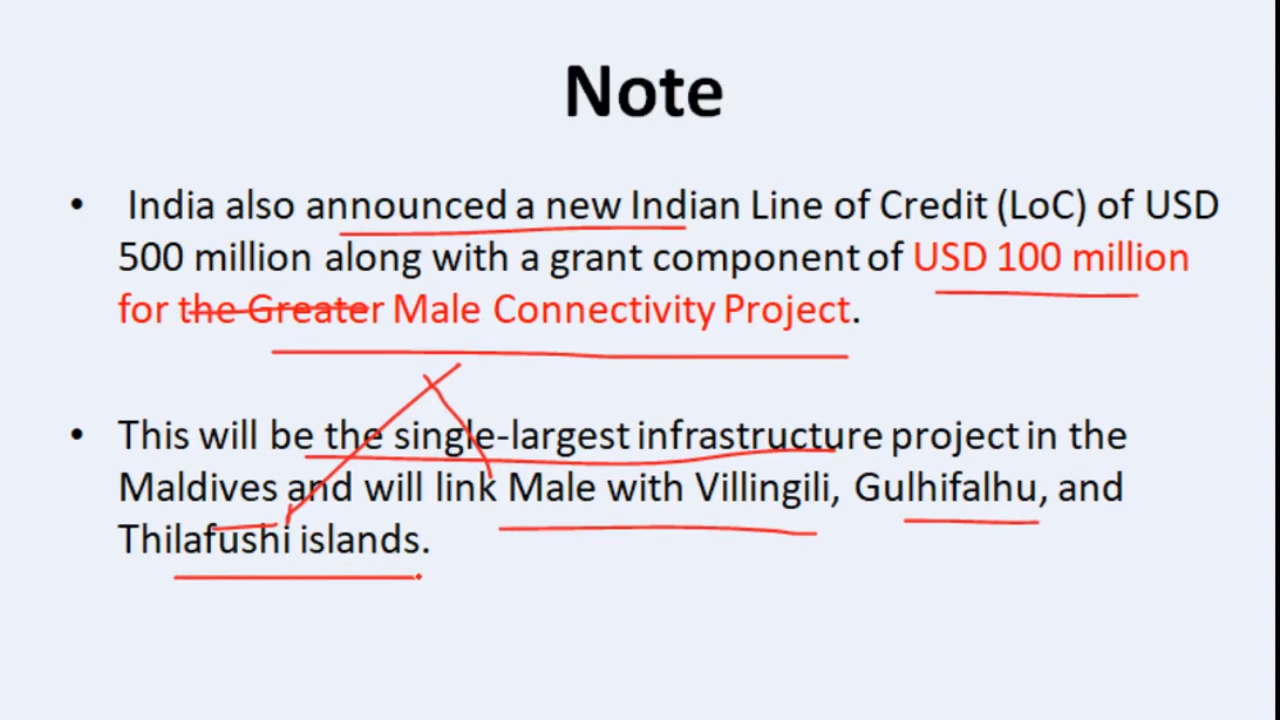 Note
• India also announced a new Indian Line of Credit (LoC) of USD
500 million along with a grant component of USD 100 million
for the Greater Male Connectivity Project.
• This will be the single-largest infrastructure project in the
Maldives and will link Male with Villingili, Gulhifalhu, and
Thilafushi islands.